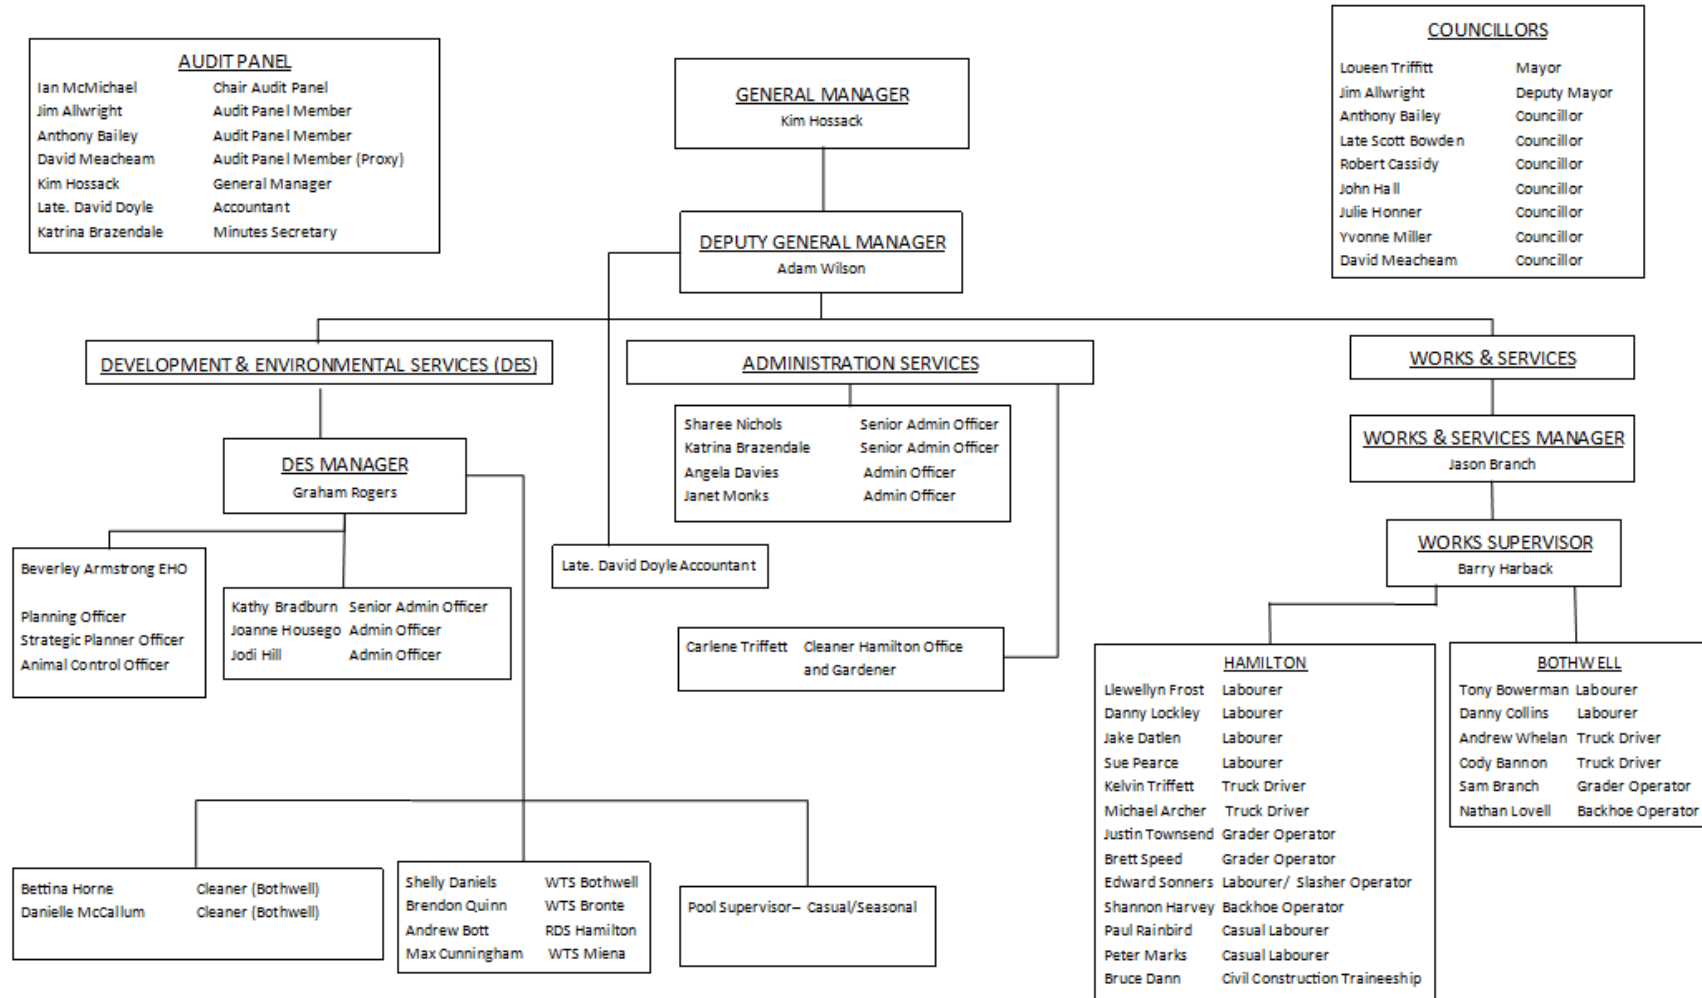 AUDIT PANEL
Ian McMichael Chair Audit Panel
Jim Allwright Audit Panel Member
Anthony Bailey Audit Panel Member
David Meacheam Audit Panel Member (Proxy)
Kim Hossack General Manager
Late. David Doyle Accountant
Katrina Brazendale Minutes Secretary
GENERAL MANAGER
Kim Hossack
COUNCILLORS
Loueen Triffitt Mayor
Jim Allwright Deputy Mayor
Anthony Bailey Councillor
Late Scott Bowden Councillor
Robert Cassidy Councillor
John Hall Councillor
Julie Honner Councillor
Yvonne Miller Councillor
David Meacheam Councillor
DEPUTY GENERAL MANAGER
Adam Wilson
DEVELOPMENT & ENVIRONMENTAL SERVICES (DES)
ADMINISTRATION SERVICES
WORKS & SERVICES
DES MANAGER
Graham Rogers
Sharee Nichols Senior Admin Officer
Katrina Brazendale Senior Admin Officer
Angela Davies Admin Officer
Janet Monks Admin Officer
WORKS & SERVICES MANAGER
Jason Branch
WORKS SUPERVISOR
Barry Harback
Beverley Armstrong EHO
Planning Officer
Strategic Planner Officer
Animal Control Officer
Kathy Bradburn Senior Admin Officer
Joanne Housego Admin Officer
Jodi Hill Admin Officer
Late. David Doyle Accountant
Carlene Triffett Cleaner Hamilton Office
and Gardener
HAMILTON
Llewellyn Frost Labourer
Danny Lockley Labourer
Jake Datlen Labourer
Sue Pearce Labourer
Kelvin Triffett Truck Driver
Michael Archer Truck Driver
Justin Townsend Grader Operator
Brett Speed Grader Operator
Edward Sonners Labourer/ Slasher Operator
Shannon Harvey Backhoe Operator
Paul Rainbird Casual Labourer
Peter Marks Casual Labourer
Bruce Dann Civil Construction Traineeship
BOTHWELL
Tony Bowerman Labourer
Danny Collins Labourer
Andrew Whelan Truck Driver
Cody Bannon Truck Driver
Sam Branch Grader Operator
Nathan Lovell Backhoe Operator
Bettina Horne Cleaner (Bothwell)
Danielle McCallum Cleaner (Bothwell)
Shelly Daniels WTS Bothwell
Brendon Quinn WTS Bronte
Andrew Bott RDS Hamilton
Max Cunningham WTS Miena
Pool Supervisor– Casual/Seasonal